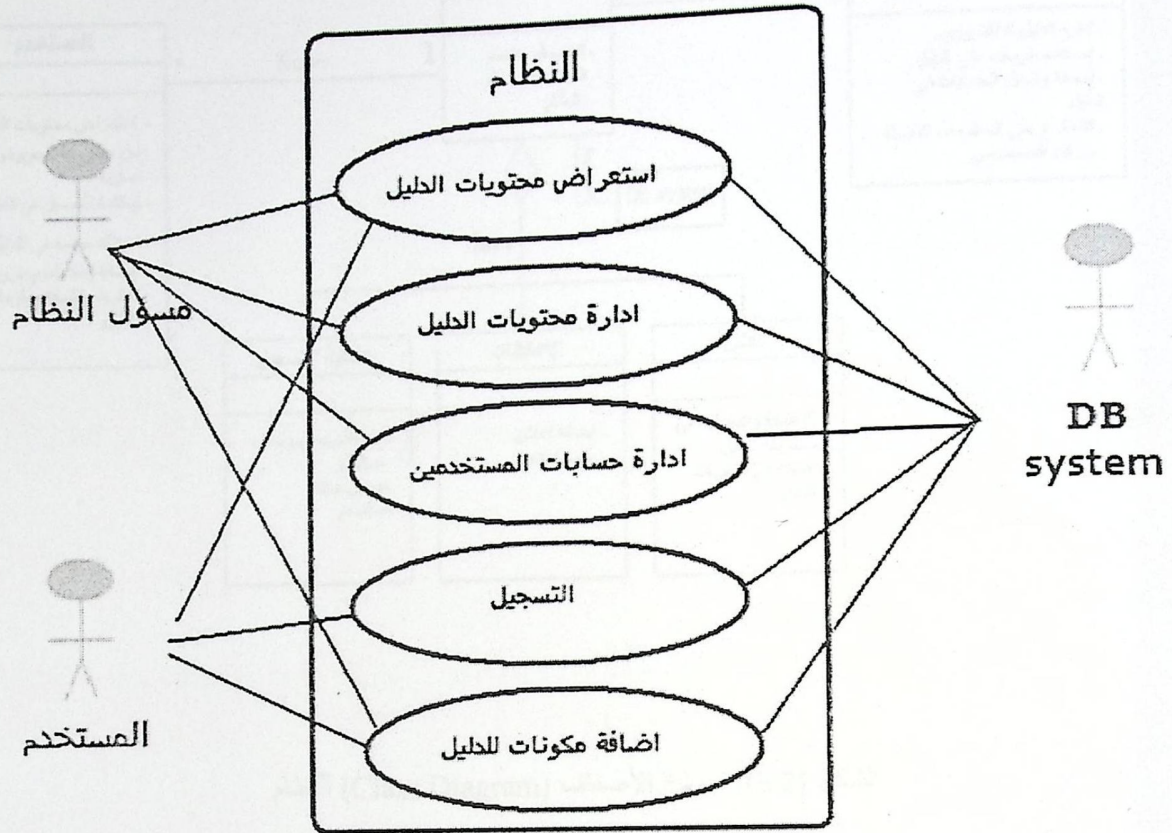 النظام
استعراض محتويات الدليل
ادارة محتويات الدليل
ادارة حسابات المستخدمين
التسجيل
اضافة مكونات للدليل
مسؤل النظام
المستخدم
DB
system